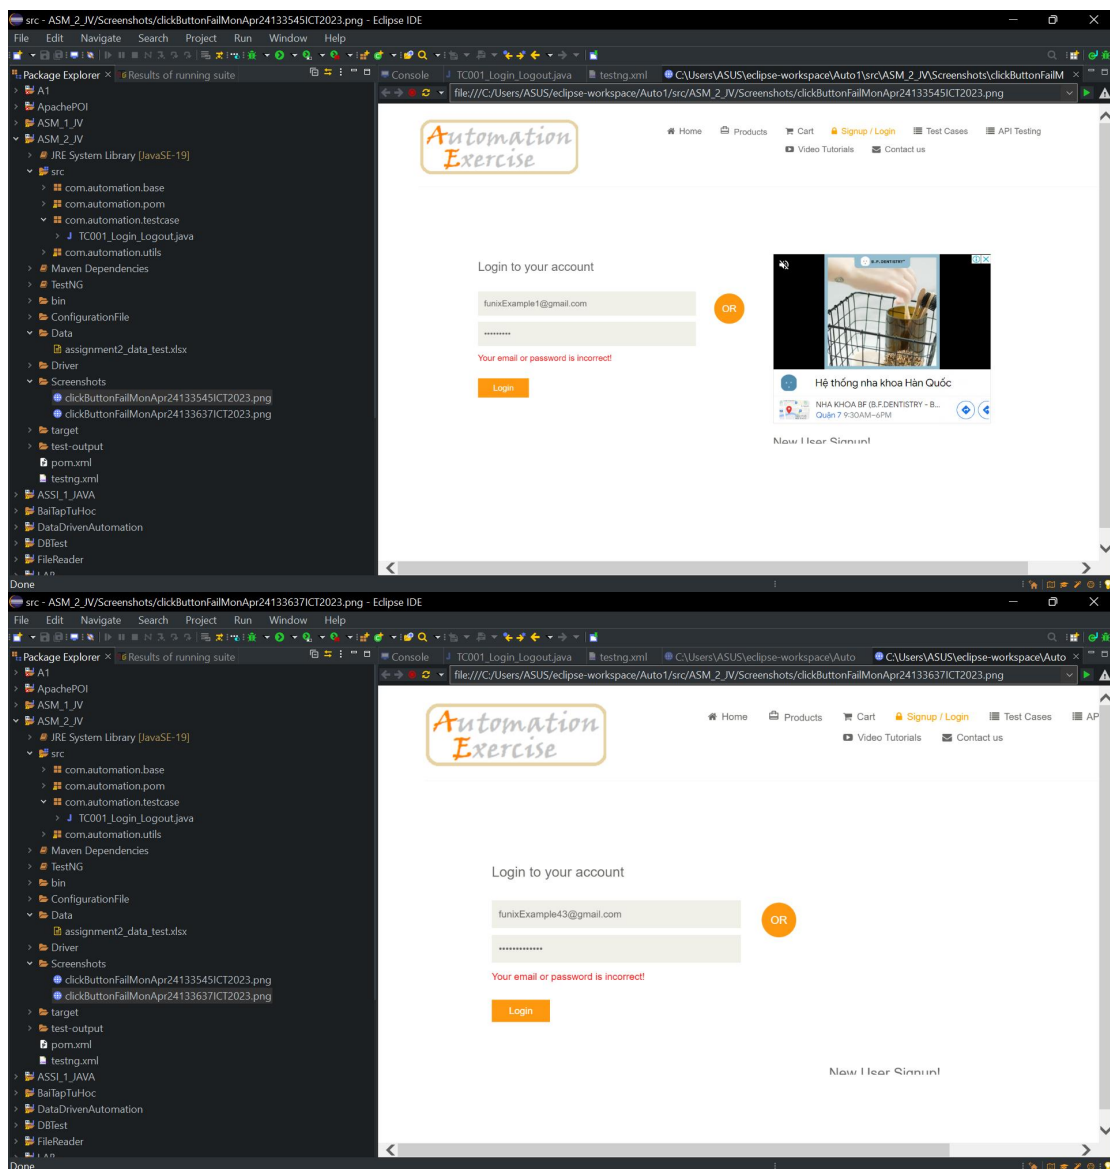 src - ASM_2_JV/Screenshots/clickButtonFailMonApr24133545ICT2023.png - Eclipse IDE
File Edit Navigate Search Project Run Window Help
Package Explorer × Results of running suite
A1
ApachePOI
ASM_1_JV
ASM_2_JV
JRE System Library [JavaSE-19]
src
com.automation.base
com.automation.pom
com.automation.testcase
TC001_Login_Logout.java
com.automation.utils
Maven Dependencies
TestNG
bin
ConfigurationFile
Data
assignment2_data_test.xlsx
Driver
Screenshots
clickButtonFailMonApr24133545ICT2023.png
clickButtonFailMonApr24133637ICT2023.png
target
test-output
pom.xml
testng.xml
ASSI_1_JAVA
BaiTapTuHoc
DataDrivenAutomation
DBTest
FileReader
LAB
Done
Console TC001_Login_Logout.java testng.xml C:\Users\ASUS\eclipse-workspace\Auto1\src\ASM_2_JV\Screenshots\clickButtonFailM ×
file:///C:/Users/ASUS/eclipse-workspace/Auto1/src/ASM_2_JV/Screenshots/clickButtonFailMonApr24133545ICT2023.png
Automation
Exercise
Home Products Cart Signup / Login Test Cases API Testing
Video Tutorials Contact us
Login to your account
funixExample1@gmail.com
OR
Your email or password is incorrect!
Login
B.F.DENTISTRY
Hệ thống nha khoa Hàn Quốc
NHA KHOA BF (B.F.DENTISTRY - B...
Quận 7 9:30AM–6PM
New User Signup!
src - ASM_2_JV/Screenshots/clickButtonFailMonApr24133637ICT2023.png - Eclipse IDE
File Edit Navigate Search Project Run Window Help
Package Explorer × Results of running suite
A1
ApachePOI
ASM_1_JV
ASM_2_JV
JRE System Library [JavaSE-19]
src
com.automation.base
com.automation.pom
com.automation.testcase
TC001_Login_Logout.java
com.automation.utils
Maven Dependencies
TestNG
bin
ConfigurationFile
Data
assignment2_data_test.xlsx
Driver
Screenshots
clickButtonFailMonApr24133545ICT2023.png
clickButtonFailMonApr24133637ICT2023.png
target
test-output
pom.xml
testng.xml
ASSI_1_JAVA
BaiTapTuHoc
DataDrivenAutomation
DBTest
FileReader
LAB
Done
Console TC001_Login_Logout.java testng.xml C:\Users\ASUS\eclipse-workspace\Auto C:\Users\ASUS\eclipse-workspace\Auto ×
file:///C:/Users/ASUS/eclipse-workspace/Auto1/src/ASM_2_JV/Screenshots/clickButtonFailMonApr24133637ICT2023.png
Automation
Exercise
Home Products Cart Signup / Login Test Cases AP
Video Tutorials Contact us
Login to your account
funixExample43@gmail.com
OR
Your email or password is incorrect!
Login
New User Signup!